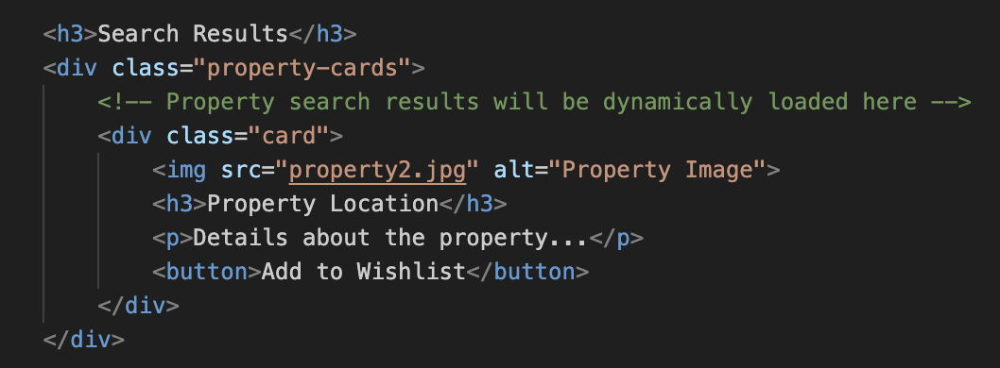 <h3>Search Results</h3>
<div class="property-cards">
<!-- Property search results will be dynamically loaded here -->
<div class="card">
<img src="property2.jpg" alt="Property Image">
<h3>Property Location</h3>
<p>Details about the property...</p>
<button>Add to Wishlist</button>
</div>
</div>